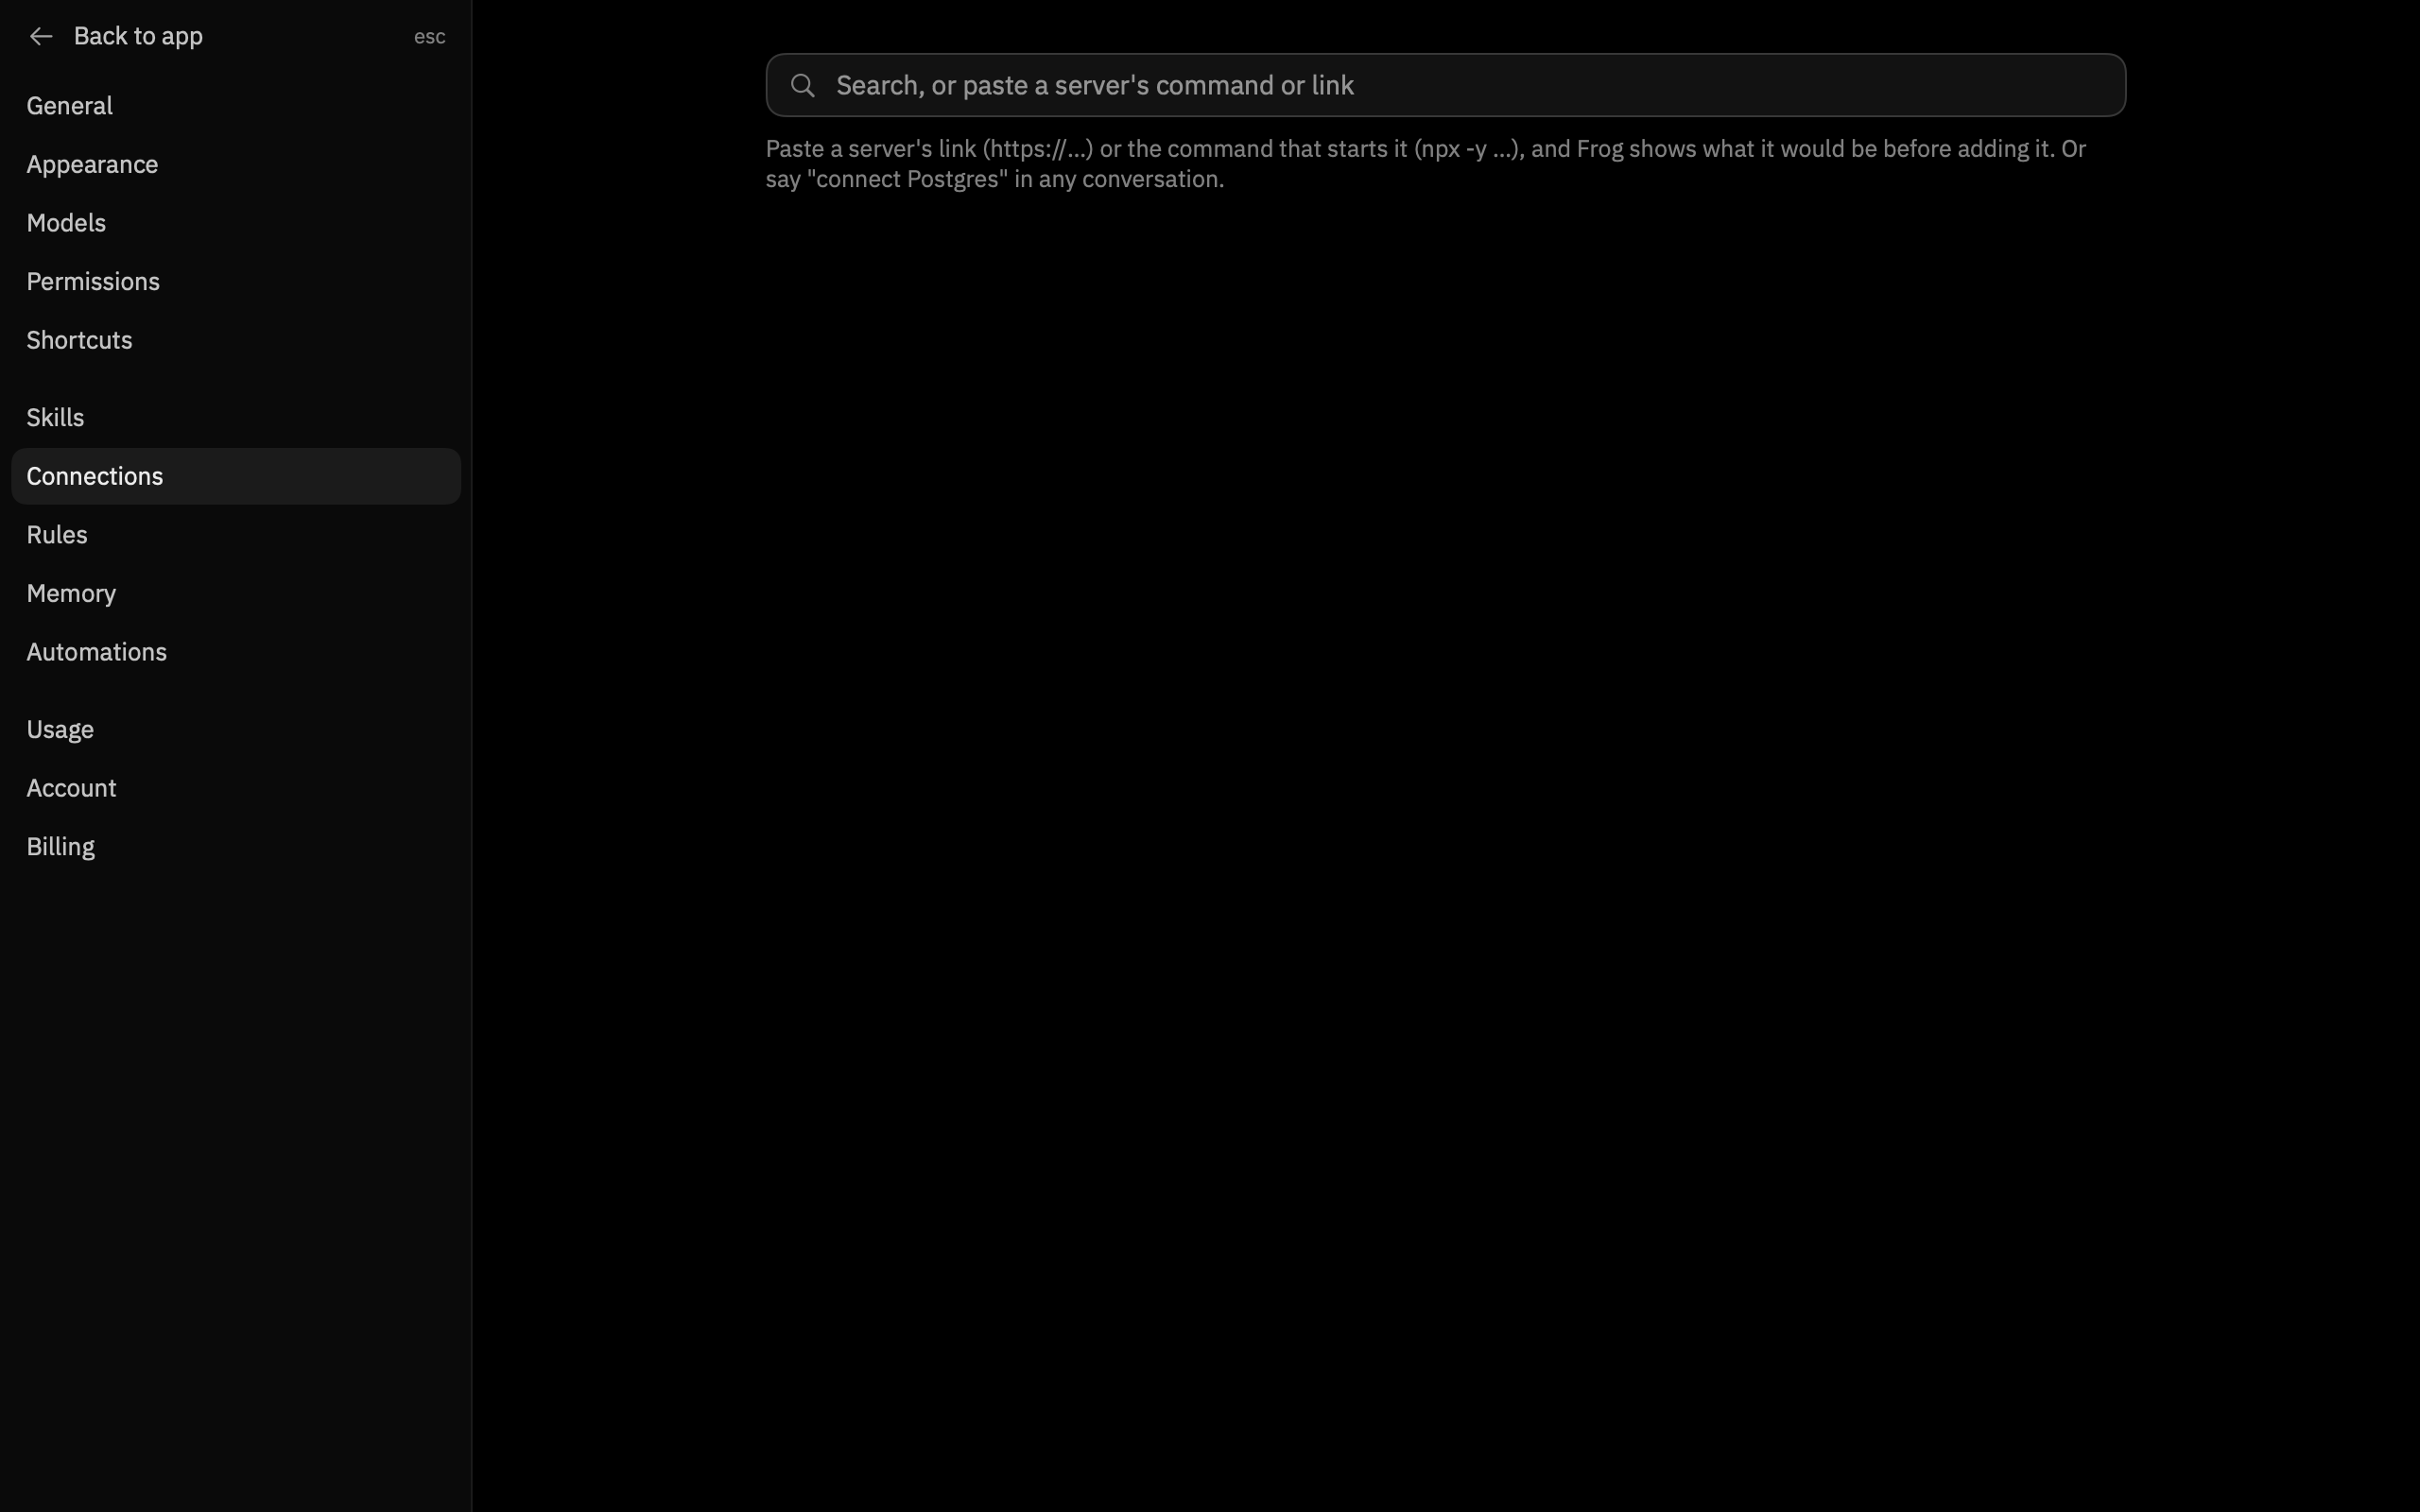 Back to app
esc
General
Appearance
Models
Permissions
Shortcuts
Skills
Connections
Rules
Memory
Automations
Usage
Account
Billing
Search, or paste a server's command or link
Paste a server's link (https://...) or the command that starts it (npx -y ...), and Frog shows what it would be before adding it. Or
say "connect Postgres" in any conversation.